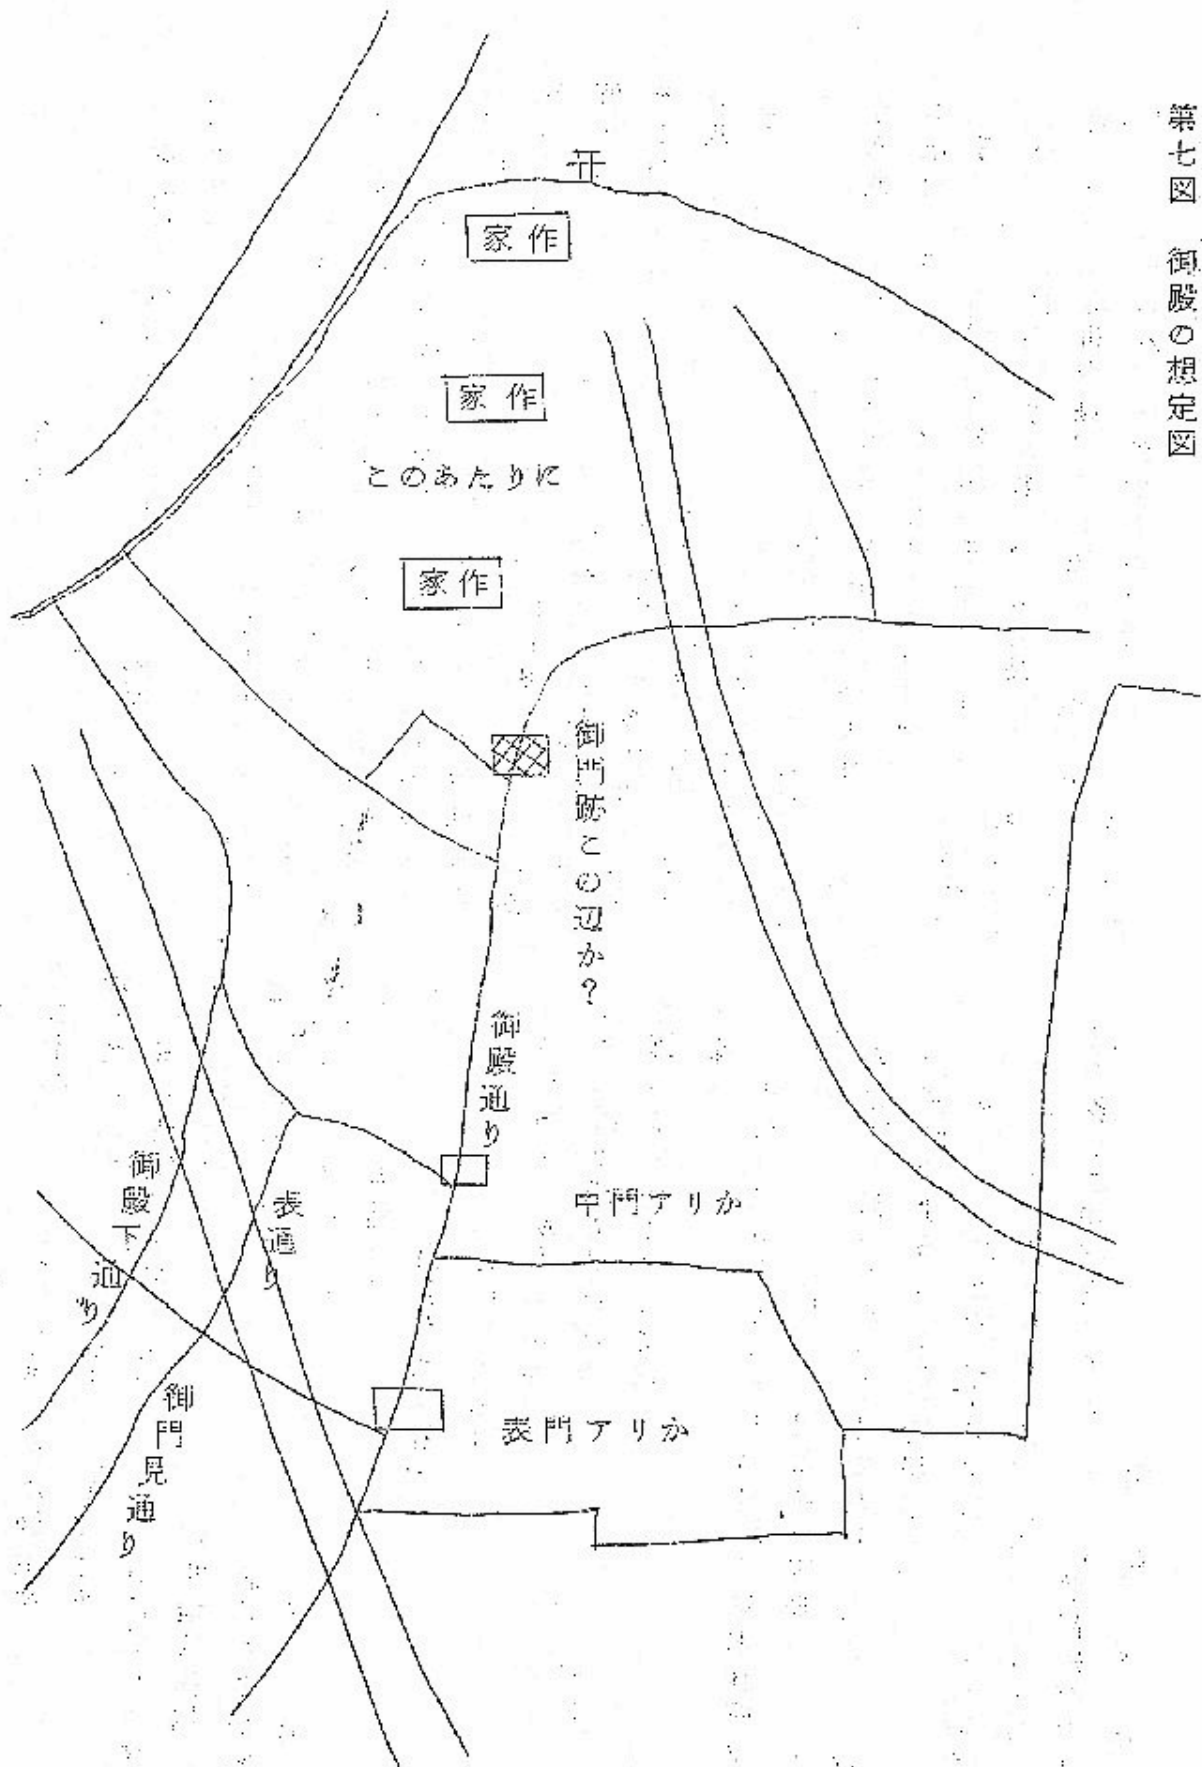 第七図 御殿の想定図
家作
家作
このあたりに
家作
御門跡この辺か?
御殿通り
中門アリか
表門アリか
表通り
御殿下通り
御門見通り